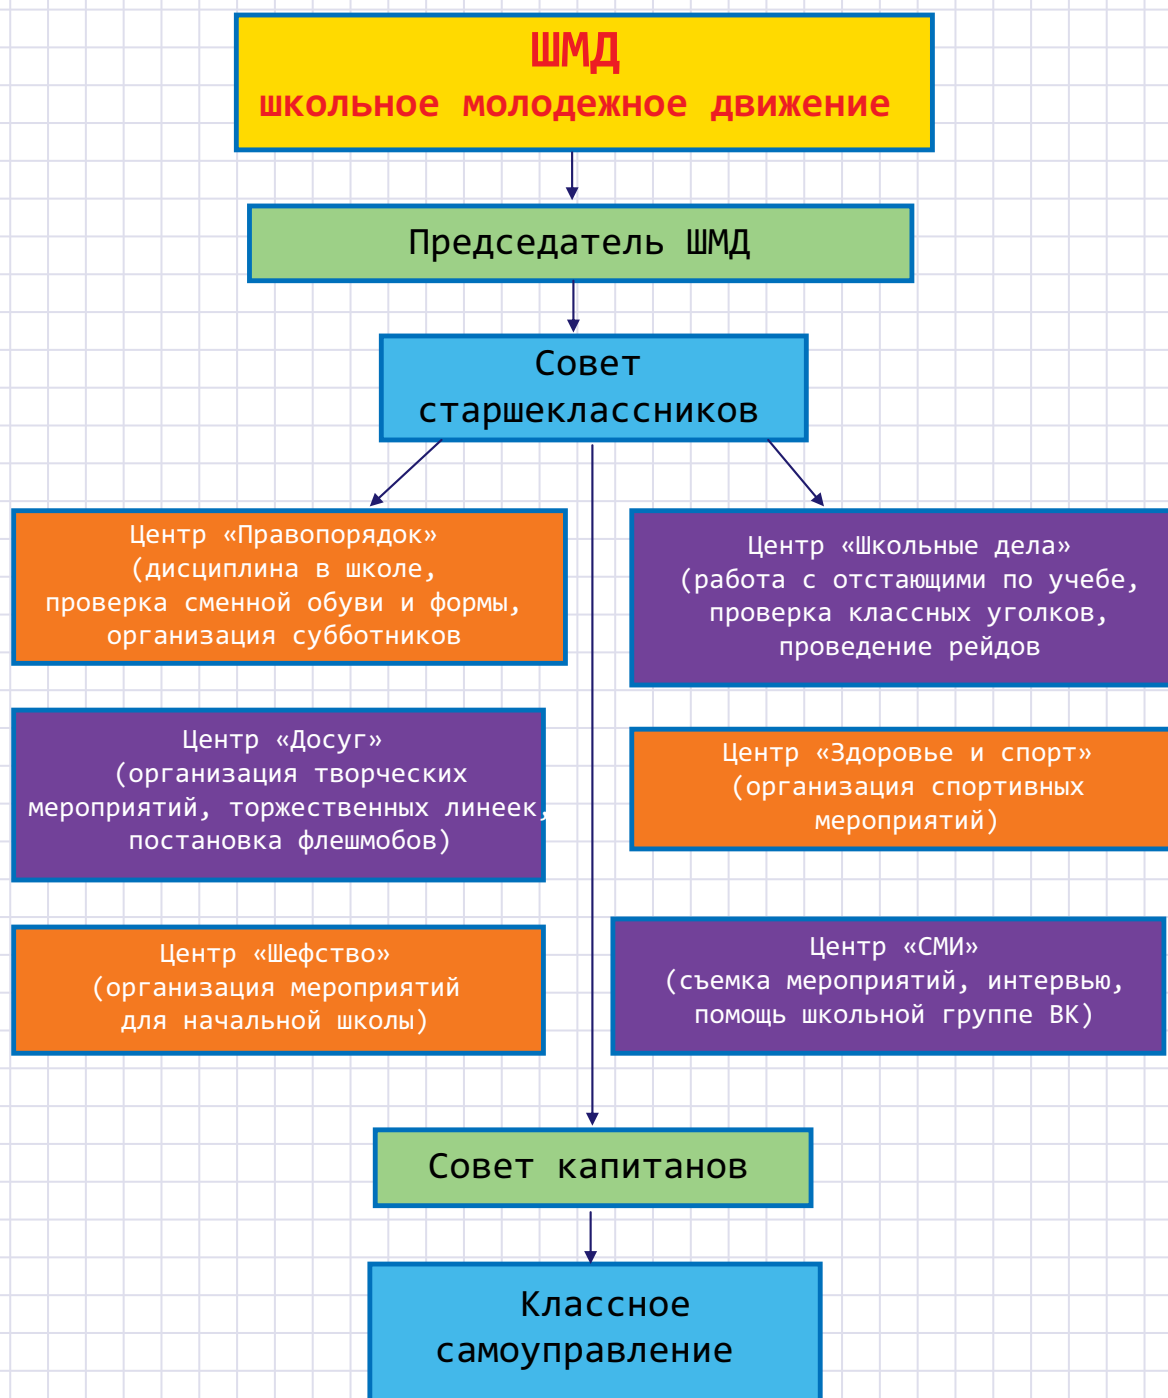 ШМД
школьное молодежное движение
Председатель ШМД
Совет
старшеклассников
Центр «Правопорядок»
(дисциплина в школе,
проверка сменной обуви и формы,
организация субботников
Центр «Школьные дела»
(работа с отстающими по учебе,
проверка классных уголков,
проведение рейдов
Центр «Досуг»
(организация творческих
мероприятий, торжественных линеек,
постановка флешмобов)
Центр «Здоровье и спорт»
(организация спортивных
мероприятий)
Центр «Шефство»
(организация мероприятий
для начальной школы)
Центр «СМИ»
(съемка мероприятий, интервью,
помощь школьной группе ВК)
Совет капитанов
Классное
самоуправление